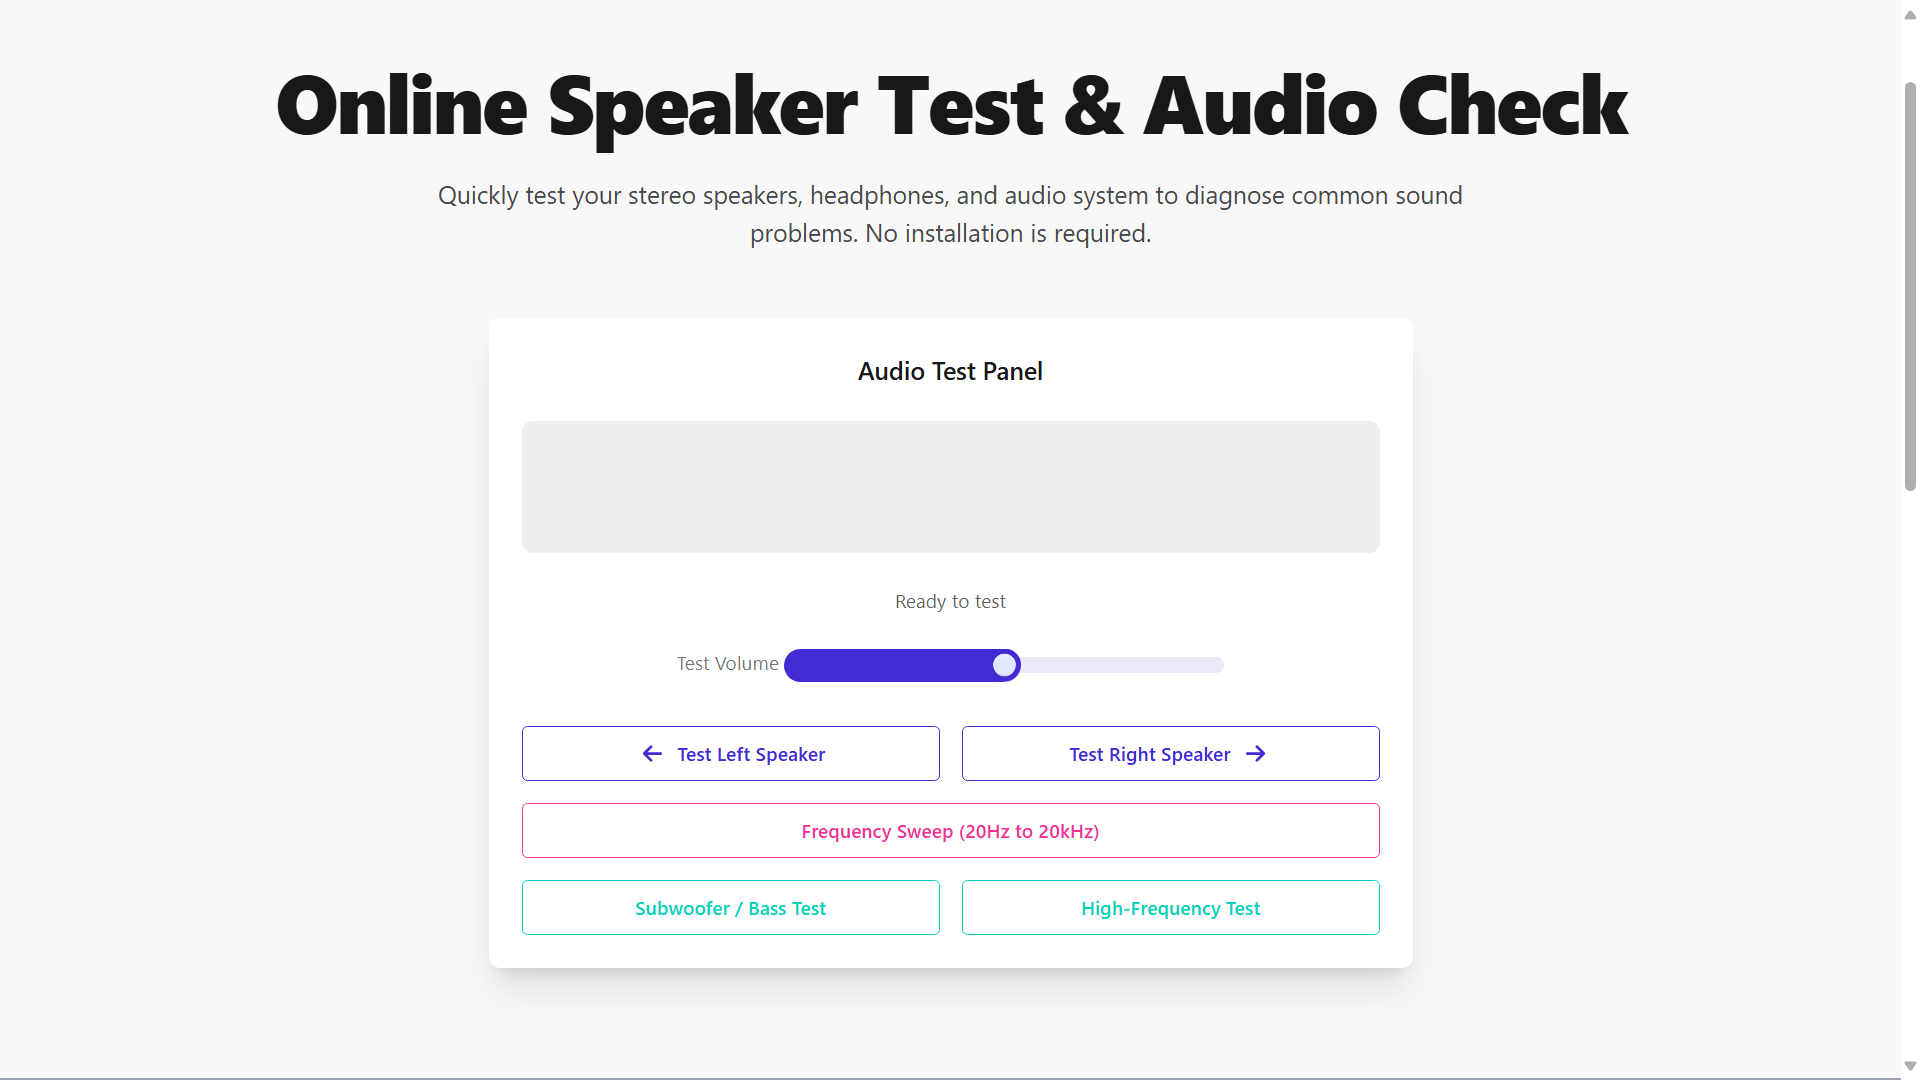 Online Speaker Test & Audio Check
Quickly test your stereo speakers, headphones, and audio system to diagnose common sound
problems. No installation is required.
Audio Test Panel
Ready to test
Test Volume
Test Left Speaker
Test Right Speaker
Frequency Sweep (20Hz to 20kHz)
Subwoofer / Bass Test
High-Frequency Test